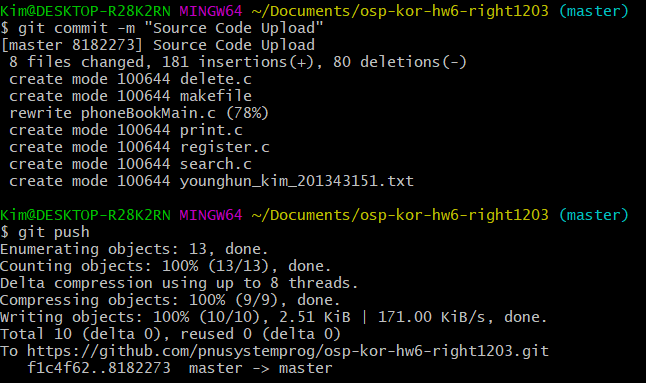 Kim@DESKTOP-R28K2RN MINGW64 ~/Documents/osp-kor-hw6-right1203 (master)
$ git commit -m "Source Code Upload"
[master 8182273] Source Code Upload
 8 files changed, 181 insertions(+), 80 deletions(-)
 create mode 100644 delete.c
 create mode 100644 makefile
 rewrite phoneBookMain.c (78%)
 create mode 100644 print.c
 create mode 100644 register.c
 create mode 100644 search.c
 create mode 100644 younghun_kim_201343151.txt
Kim@DESKTOP-R28K2RN MINGW64 ~/Documents/osp-kor-hw6-right1203 (master)
$ git push
Enumerating objects: 13, done.
Counting objects: 100% (13/13), done.
Delta compression using up to 8 threads.
Compressing objects: 100% (9/9), done.
Writing objects: 100% (10/10), 2.51 KiB | 171.00 KiB/s, done.
Total 10 (delta 0), reused 0 (delta 0)
To https://github.com/pnusystemprog/osp-kor-hw6-right1203.git
   f1c4f62..8182273  master -> master